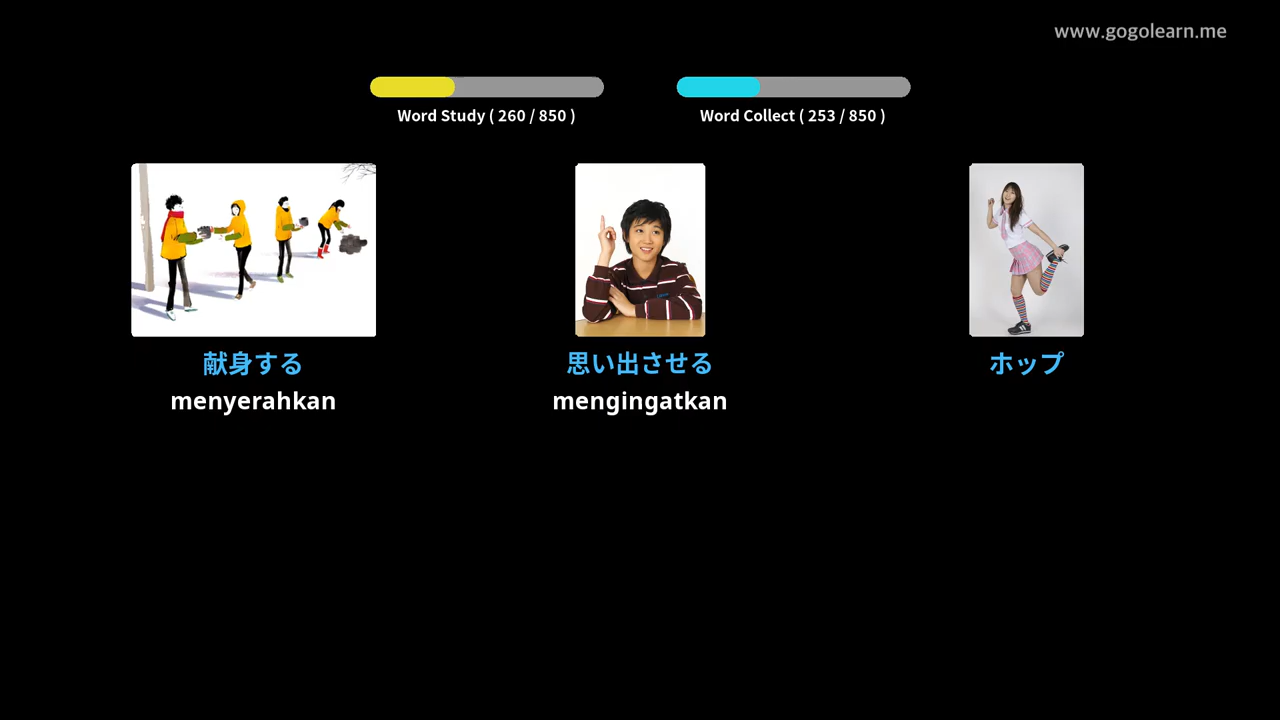 www.gogolearn.me
Word Study ( 260 / 850 )
Word Collect ( 253 / 850 )
献身する
menyerahkan
思い出させる
mengingatkan
ホップ